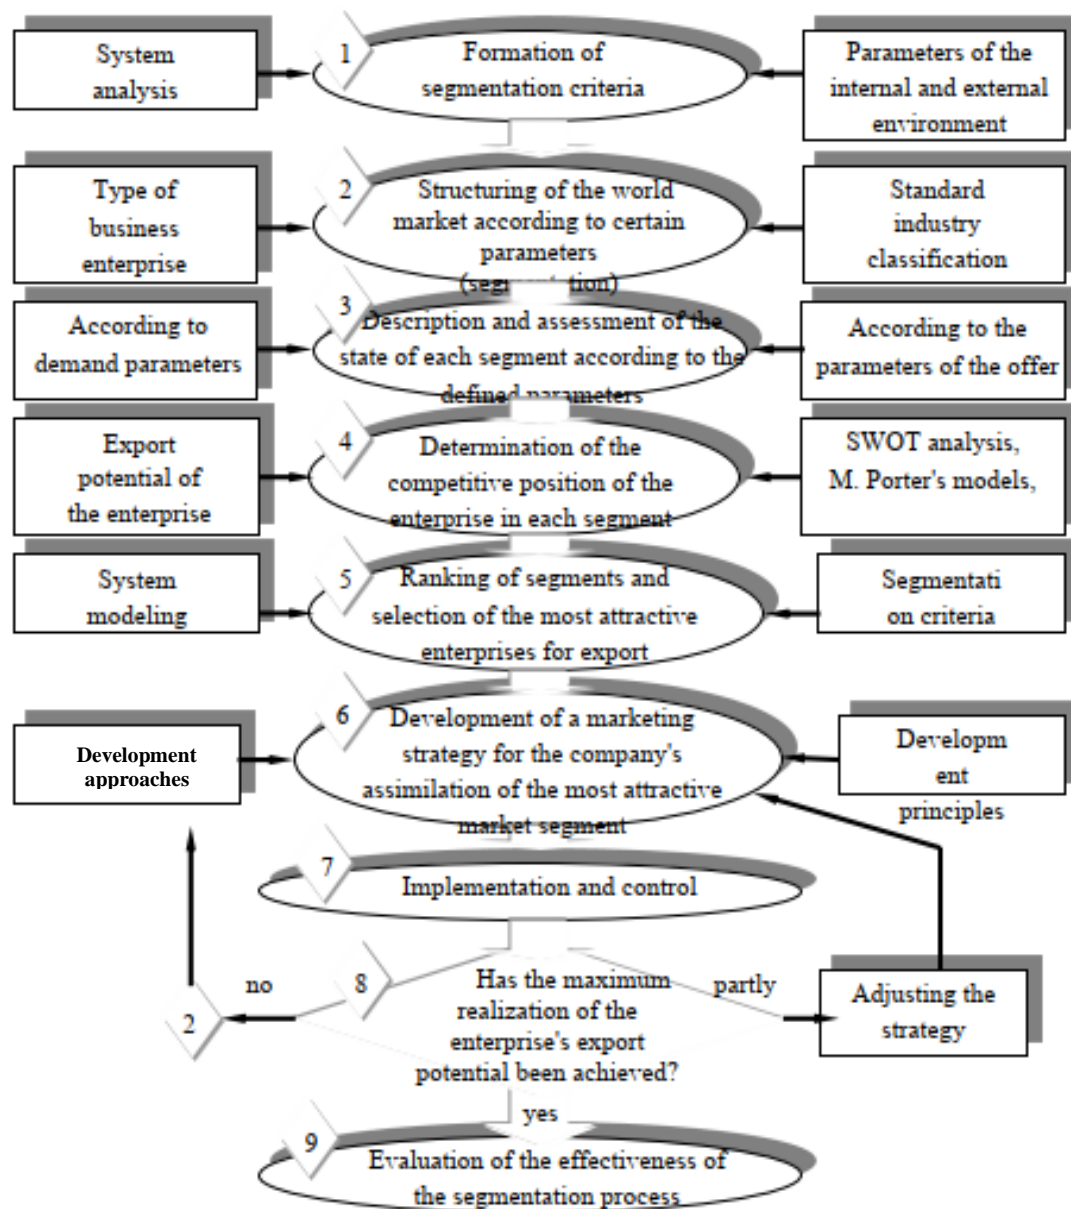 System
analysis
1
Formation of
segmentation criteria
Parameters of the
internal and external
environment
Type of
business
enterprise
2
Structuring of the world
market according to certain
parameters
(segmentation)
Standard
industry
classification
According to
demand parameters
3
Description and assessment of the
state of each segment according to the
defined parameters
According to the
parameters of the offer
Export
potential of
the enterprise
4
Determination of the
competitive position of the
enterprise in each segment
SWOT analysis,
M. Porter's models,
System
modeling
5
Ranking of segments and
selection of the most attractive
enterprises for export
Segmentati
on criteria
Development
approaches
6
Development of a marketing
strategy for the company's
assimilation of the most attractive
market segment
Developm
ent
principles
7
Implementation and control
no
2
8
Has the maximum
realization of the
enterprise's export
potential been achieved?
partly
Adjusting the
strategy
yes
9
Evaluation of the effectiveness of
the segmentation process